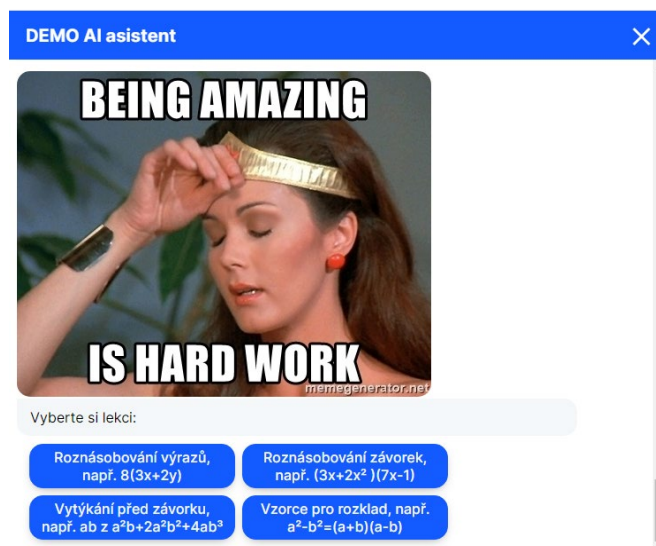 DEMO AI asistent
BEING AMAZING
IS HARD WORK
memegenerator.net
Vyberte si lekci:
Roznásobování výrazů,
např. 8(3x+2y)
Roznásobování závorek,
např. (3x+2x² )(7x-1)
Vytýkání před závorku,
např. ab z a²b+2a²b²+4ab³
Vzorce pro rozklad, např.
a²-b²=(a+b)(a-b)